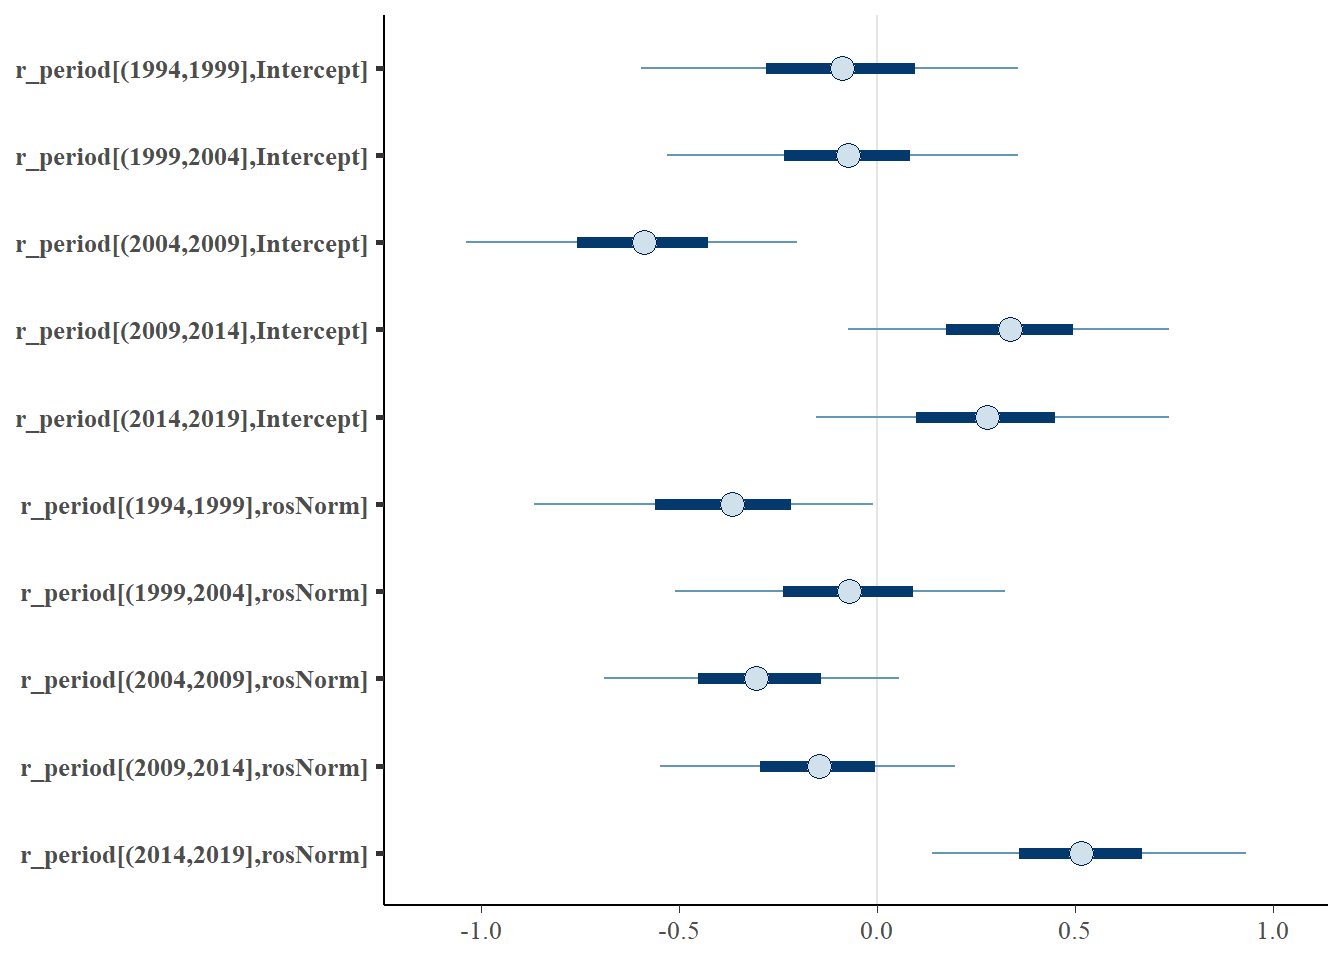 r_period[(1994,1999],Intercept]
r_period[(1999,2004],Intercept]
r_period[(2004,2009],Intercept]
r_period[(2009,2014],Intercept]
r_period[(2014,2019],Intercept]
r_period[(1994,1999],rosNorm]
r_period[(1999,2004],rosNorm]
r_period[(2004,2009],rosNorm]
r_period[(2009,2014],rosNorm]
r_period[(2014,2019],rosNorm]
-1.0 -0.5 0.0 0.5 1.0